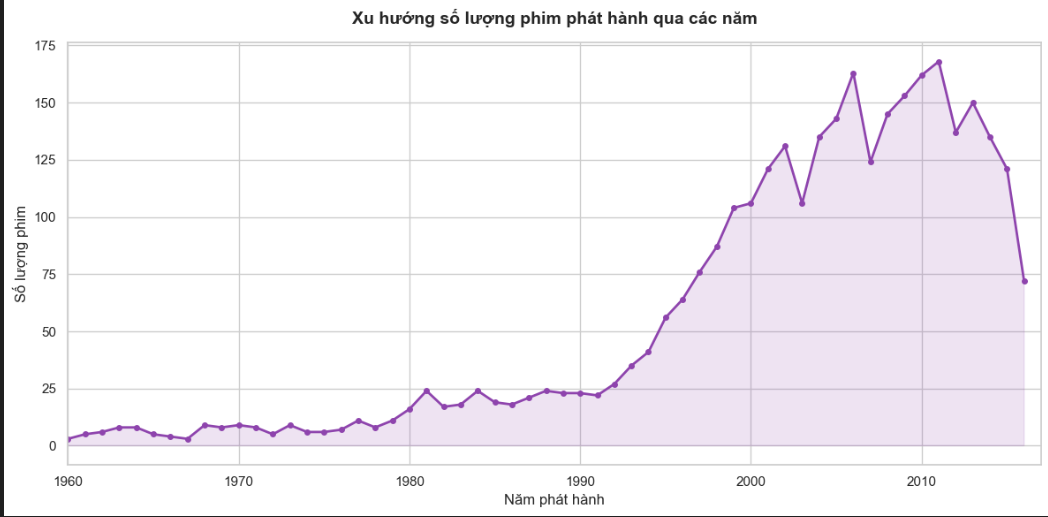 Xu hướng số lượng phim phát hành qua các năm
175
150
125
100
75
50
25
0
Số lượng phim
1960 1970 1980 1990 2000 2010
Năm phát hành